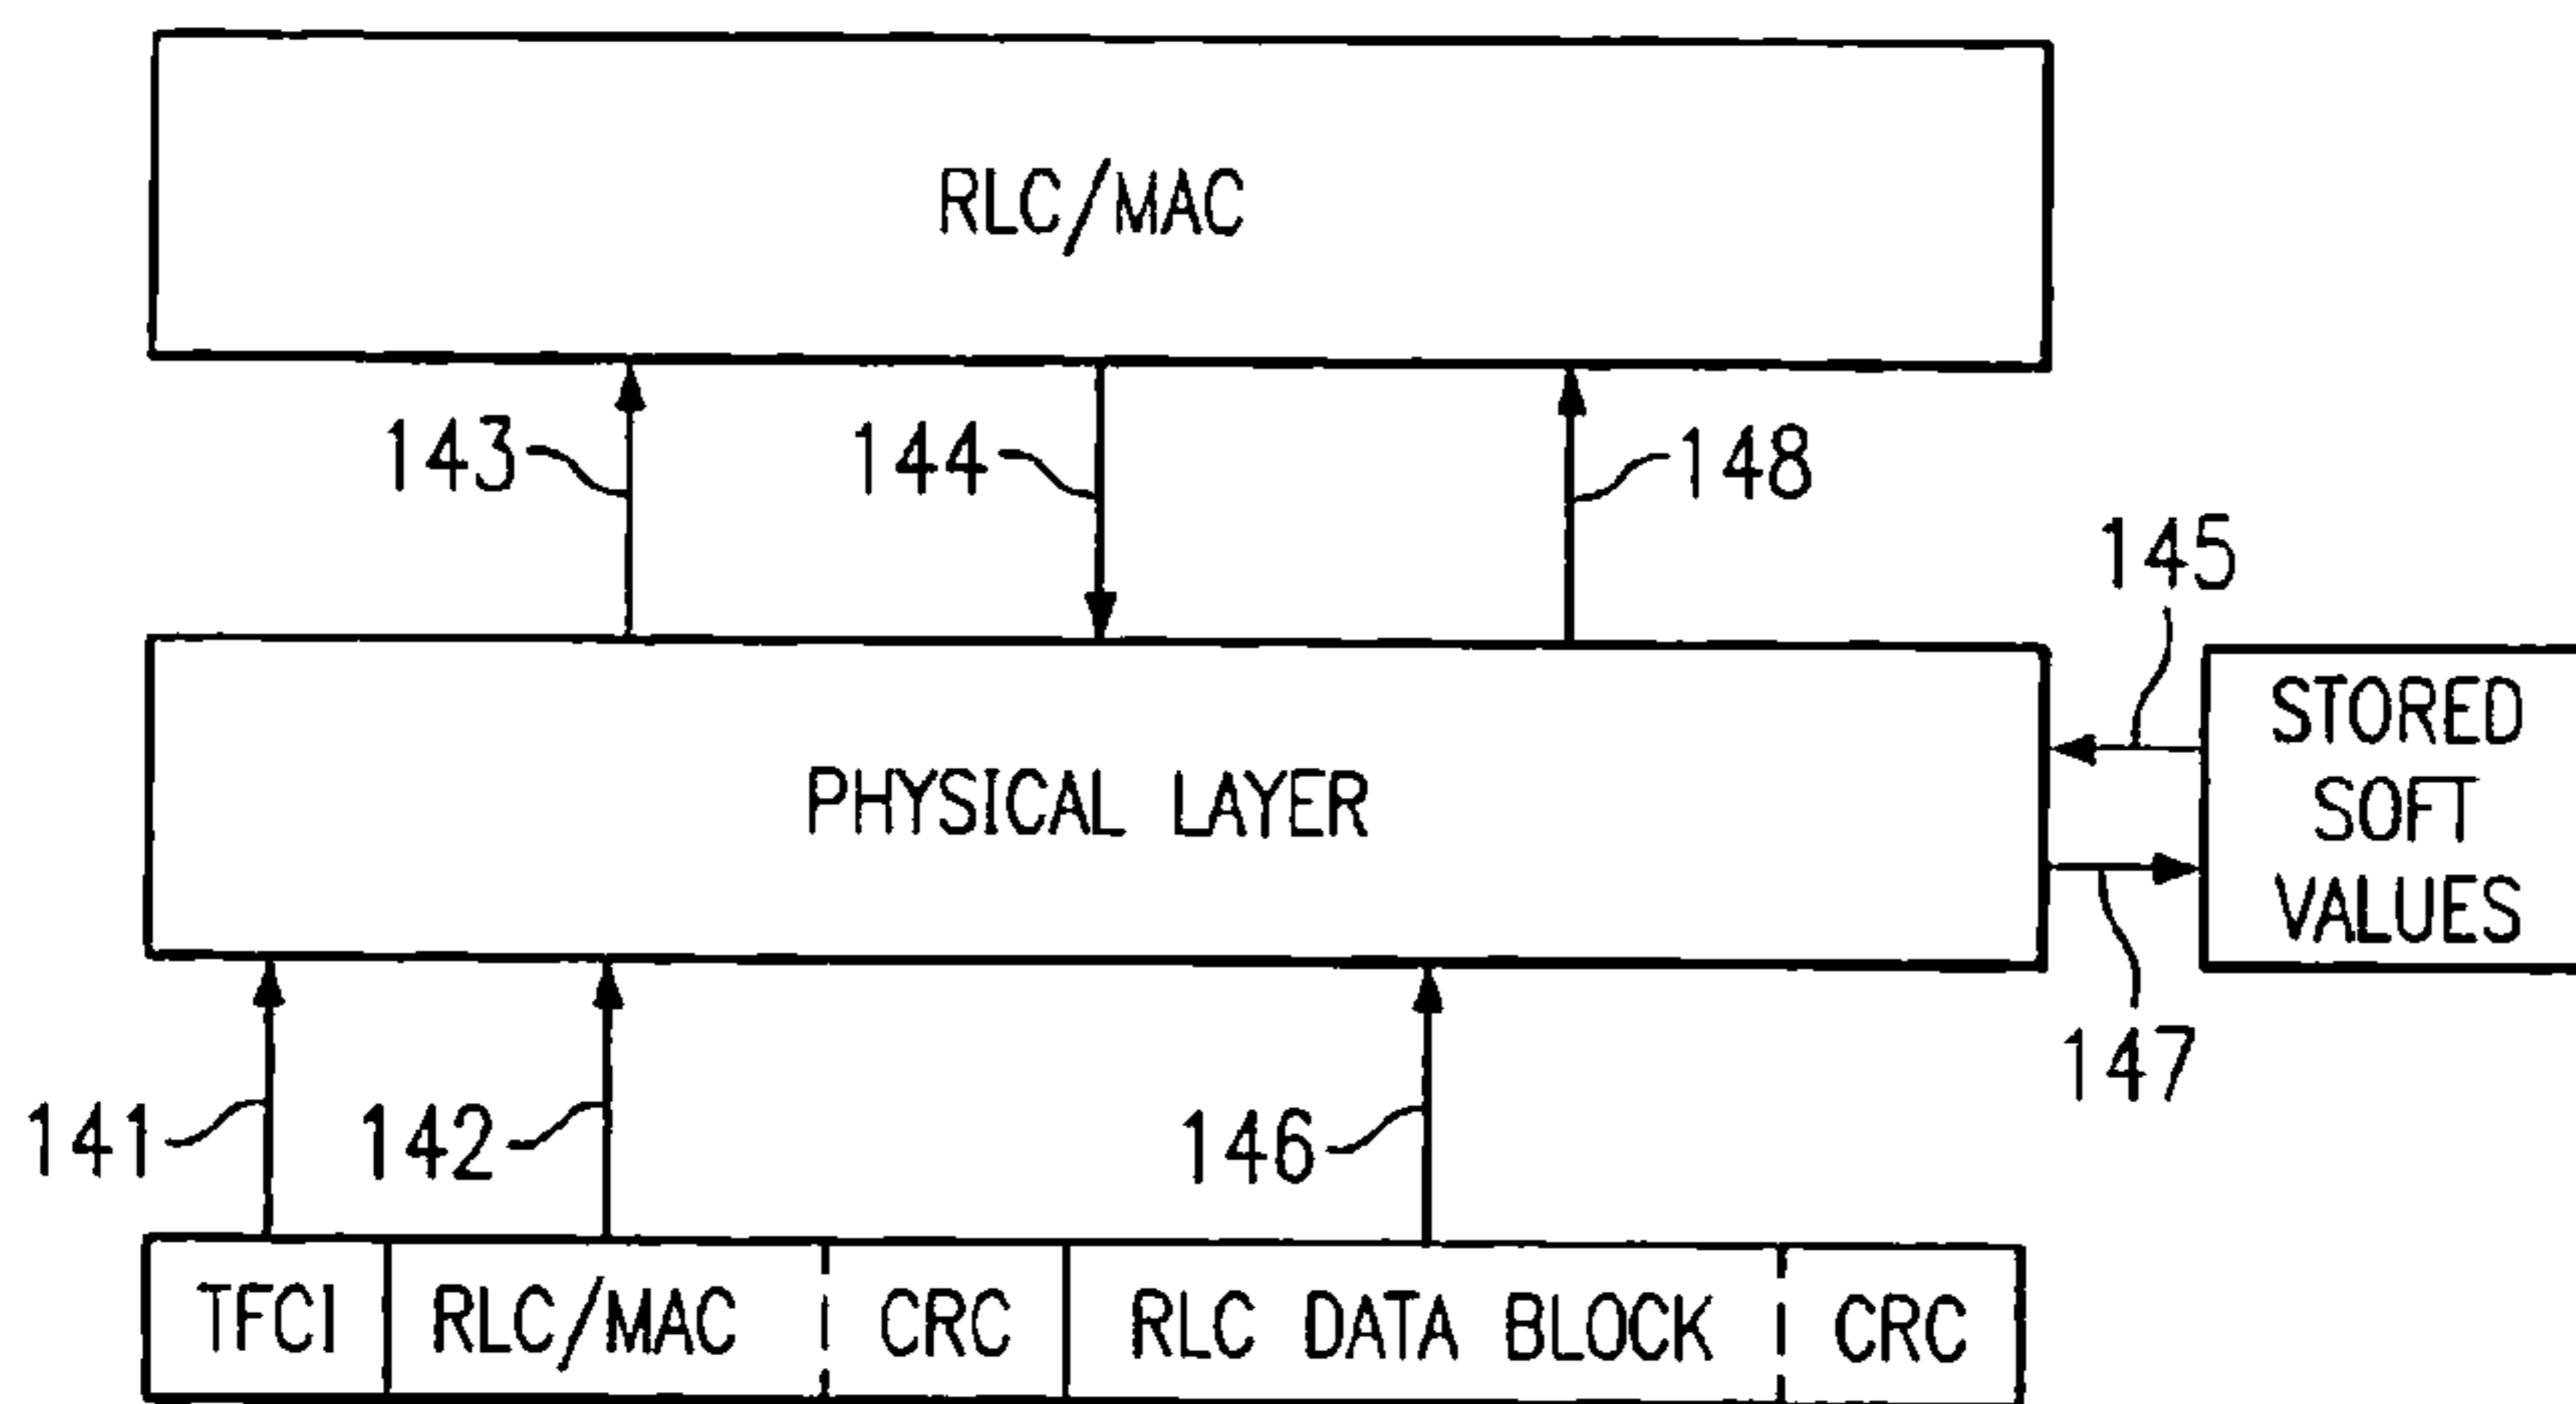 RLC/MAC
143
144
148
145
PHYSICAL LAYER
STORED
SOFT
VALUES
147
141
142
146
TFCI
RLC/MAC
CRC
RLC DATA BLOCK
CRC